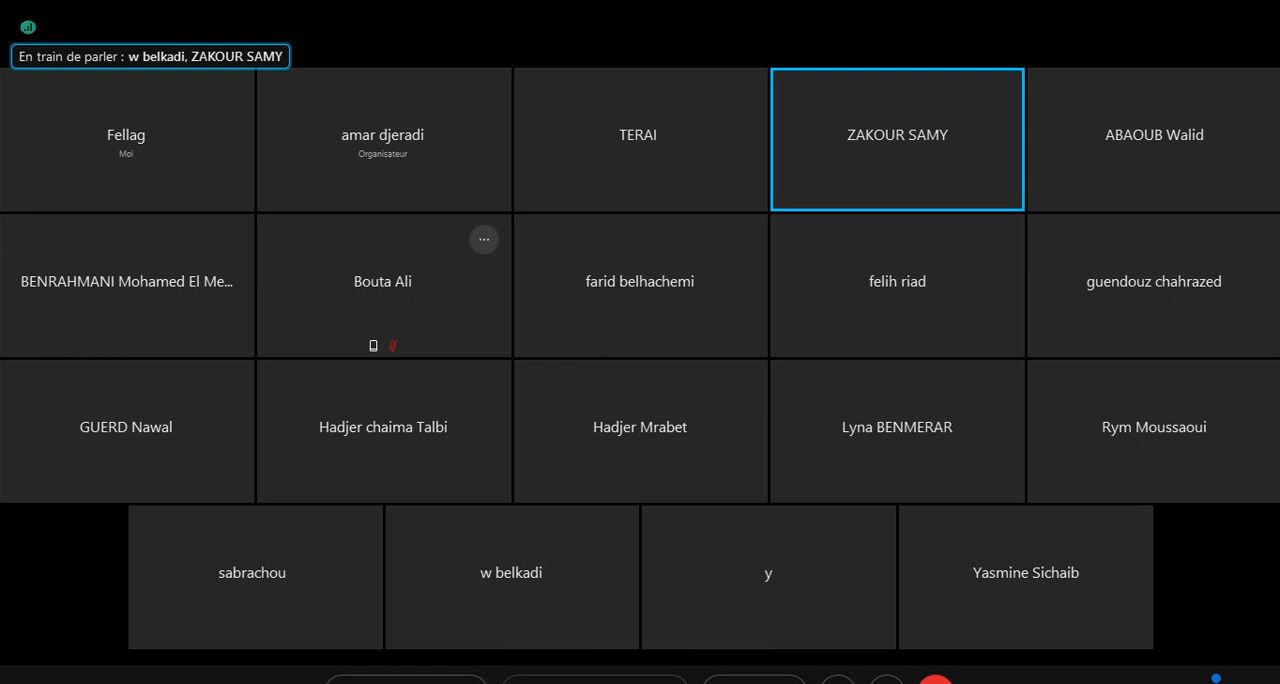 En train de parler : w belkadi, ZAKOUR SAMY
Fellag
Moi
amar djeradi
Organisateur
TERAI
ZAKOUR SAMY
ABAOUB Walid
BENRAHMANI Mohamed El Me...
Bouta Ali
farid belhachemi
felih riad
guendouz chahrazed
GUERD Nawal
Hadjer chaima Talbi
Hadjer Mrabet
Lyna BENMERAR
Rym Moussaoui
sabrachou
w belkadi
y
Yasmine Sichaib